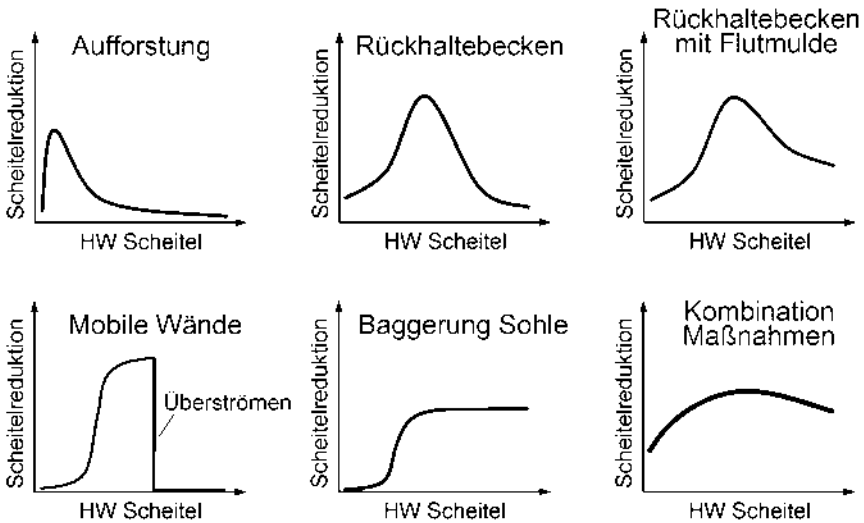 Aufforstung
Scheitelreduktion
HW Scheitel
Rückhaltebecken
Scheitelreduktion
HW Scheitel
Rückhaltebecken
mit Flutmulde
Scheitelreduktion
HW Scheitel
Mobile Wände
Scheitelreduktion
Überströmen
HW Scheitel
Baggerung Sohle
Scheitelreduktion
HW Scheitel
Kombination
Maßnahmen
Scheitelreduktion
HW Scheitel